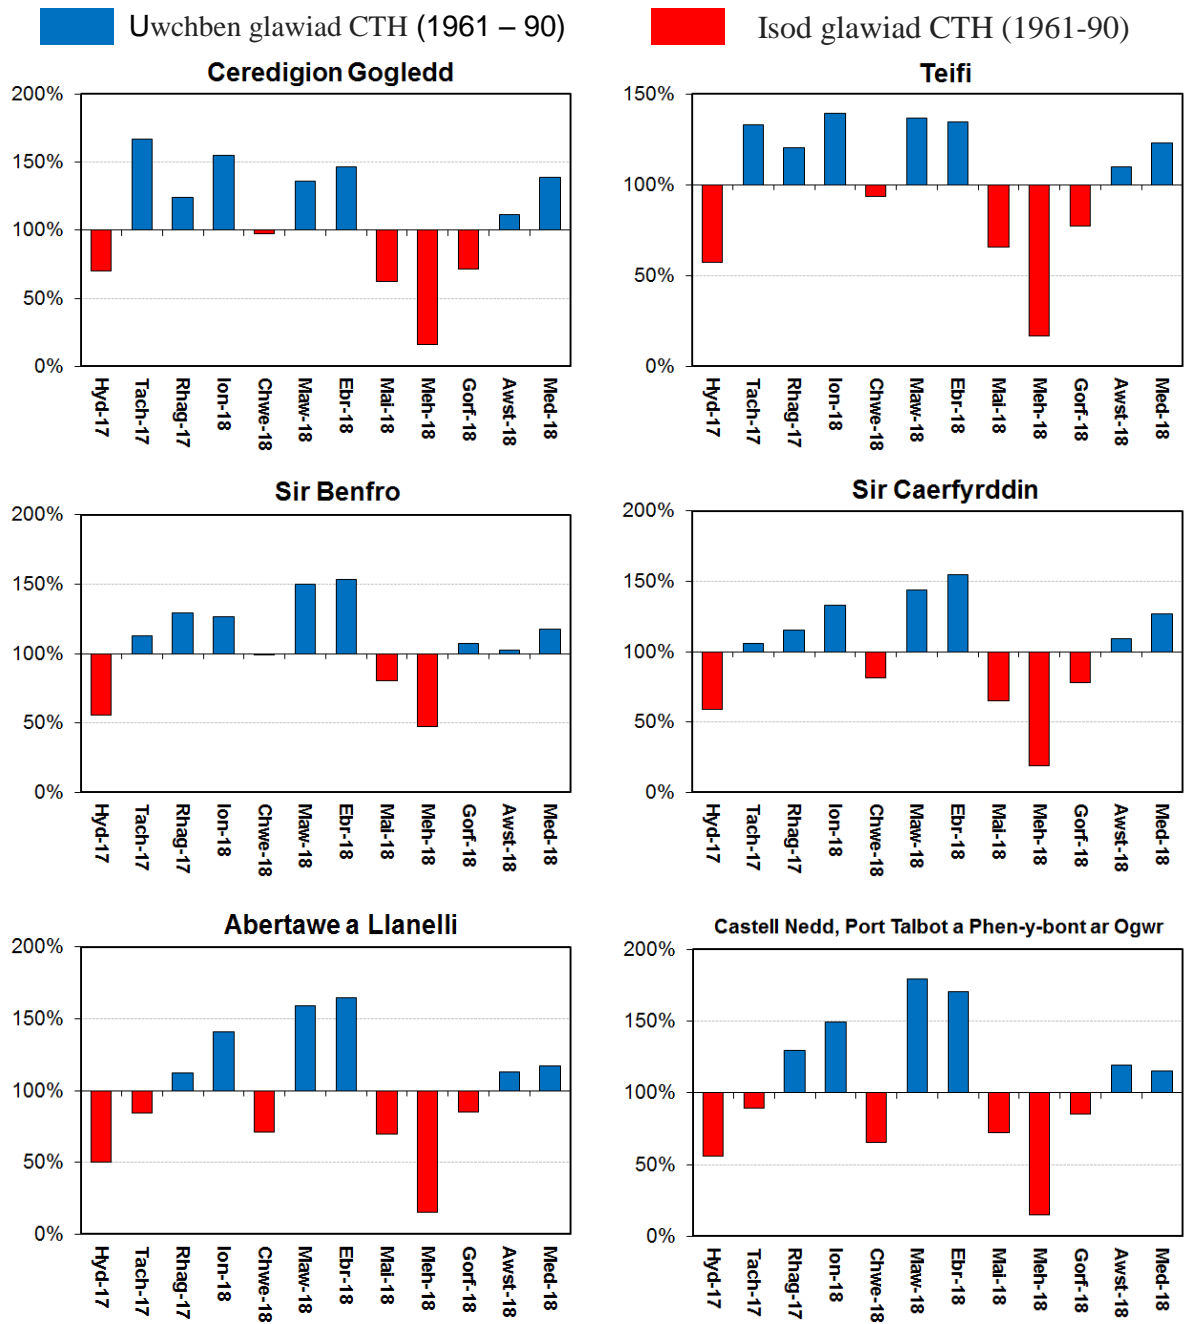 Uwchben glawiad CTH (1961 – 90)
Isod glawiad CTH (1961-90)
Ceredigion Gogledd
200%
150%
100%
50%
0%
Hyd-17
Tach-17
Rhag-17
Ion-18
Chwe-18
Maw-18
Ebr-18
Mai-18
Meh-18
Gorf-18
Awst-18
Med-18
Teifi
150%
100%
50%
0%
Hyd-17
Tach-17
Rhag-17
Ion-18
Chwe-18
Maw-18
Ebr-18
Mai-18
Meh-18
Gorf-18
Awst-18
Med-18
Sir Benfro
200%
150%
100%
50%
0%
Hyd-17
Tach-17
Rhag-17
Ion-18
Chwe-18
Maw-18
Ebr-18
Mai-18
Meh-18
Gorf-18
Awst-18
Med-18
Sir Caerfyrddin
200%
150%
100%
50%
0%
Hyd-17
Tach-17
Rhag-17
Ion-18
Chwe-18
Maw-18
Ebr-18
Mai-18
Meh-18
Gorf-18
Awst-18
Med-18
Abertawe a Llanelli
200%
150%
100%
50%
0%
Hyd-17
Tach-17
Rhag-17
Ion-18
Chwe-18
Maw-18
Ebr-18
Mai-18
Meh-18
Gorf-18
Awst-18
Med-18
Castell Nedd, Port Talbot a Phen-y-bont ar Ogwr
200%
150%
100%
50%
0%
Hyd-17
Tach-17
Rhag-17
Ion-18
Chwe-18
Maw-18
Ebr-18
Mai-18
Meh-18
Gorf-18
Awst-18
Med-18